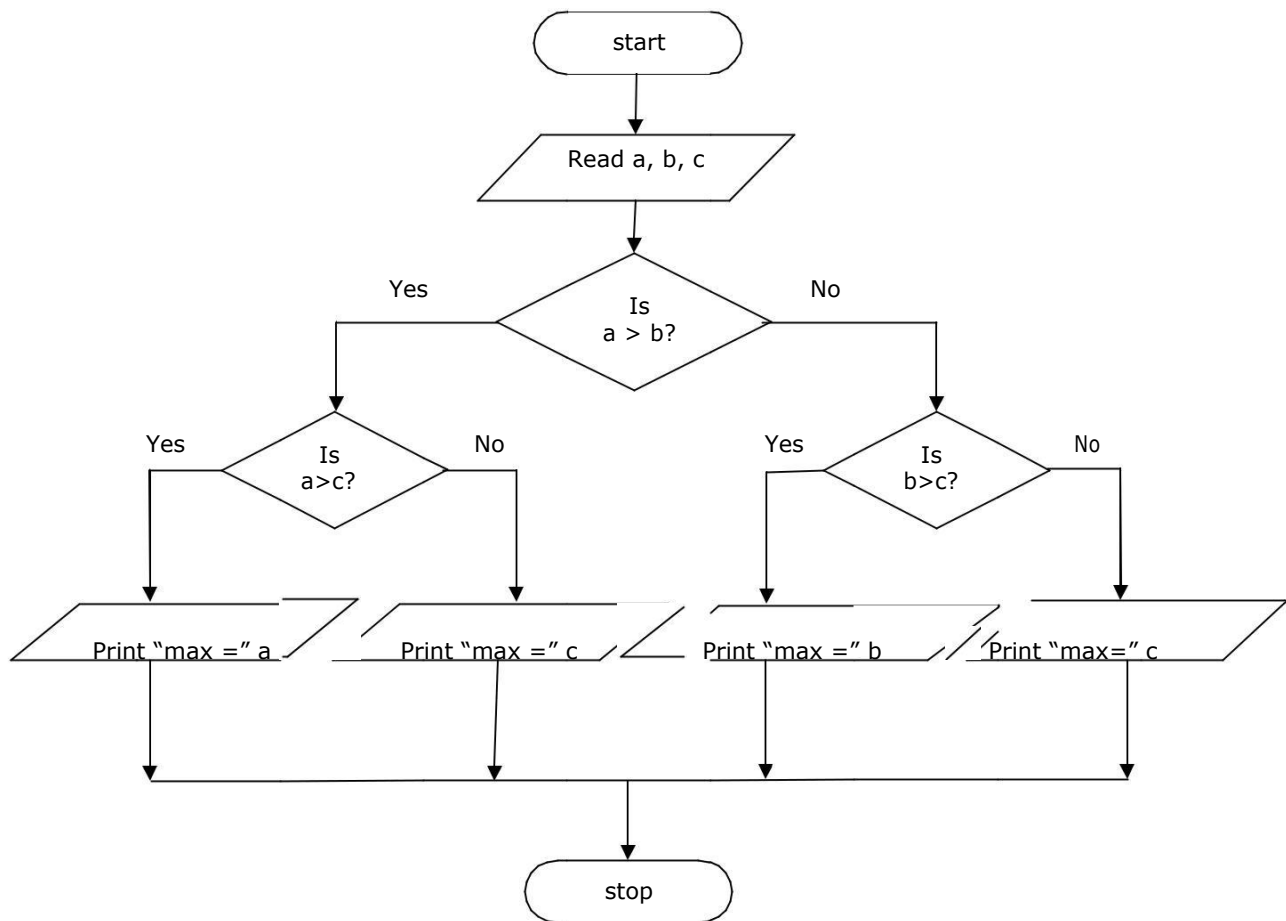 start
Read a, b, c
Yes
No
Is
a > b?
Yes
No
Yes
No
Is
a>c?
Is
b>c?
Print “max =” a
Print “max =” c
Print “max =” b
Print “max=” c
stop